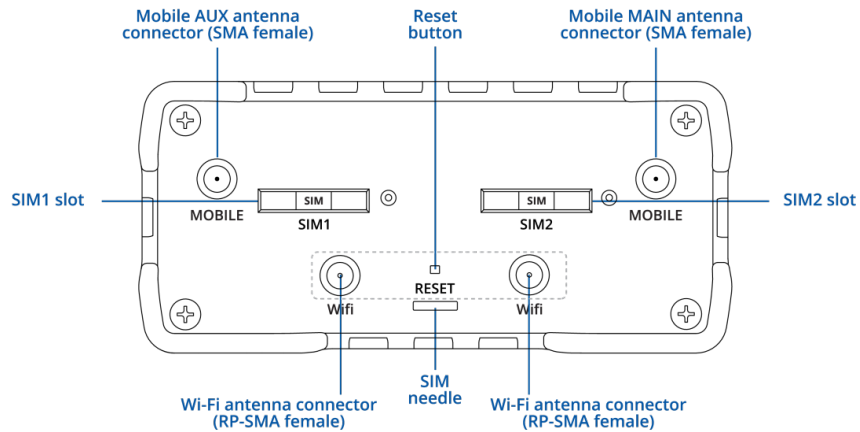 Mobile AUX antenna
connector (SMA female)
Reset
button
Mobile MAIN antenna
connector (SMA female)
SIM1 slot
MOBILE
SIM
SIM1
SIM
SIM2
MOBILE
SIM2 slot
RESET
Wifi
Wifi
SIM
needle
Wi-Fi antenna connector
(RP-SMA female)
Wi-Fi antenna connector
(RP-SMA female)